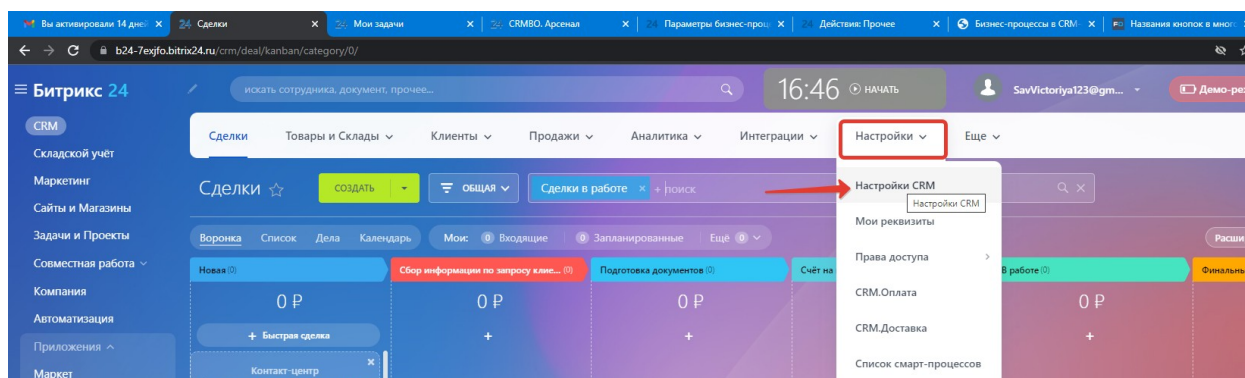 Вы активировали 14 дней
Сделки
Мои задачи
CRMBO. Арсенал
Параметры бизнес-проц
Действия: Прочее
Бизнес-процессы в CRM
Названия кнопок в много
b24-7exjfo.bitrix24.ru/crm/deal/kanban/category/0/
Битрикс 24
искать сотрудника, документ, прочее...
16:46 НАЧАТЬ
SavVictoriya123@gm...
Демо-ре
CRM
Складской учёт
Маркетинг
Сайты и Магазины
Задачи и Проекты
Совместная работа
Компания
Автоматизация
Приложения
Маркет
Сделки Товары и Склады Клиенты Продажи Аналитика Интеграции Настройки Еще
Сделки СОЗДАТЬ ОБЩАЯ Сделки в работе × + поиск
Воронка Список Дела Календарь Мои: 0 Входящие 0 Запланированные Ещё 0
Расши
Новая (0) Сбор информации по запросу клие... (0) Подготовка документов (0) Счёт на В работе (0) Финальн
0 ₽ 0 ₽ 0 ₽ 0 ₽
+ Быстрая сделка + + +
Контакт-центр
Настройки CRM
Настройки CRM
Мои реквизиты
Права доступа
CRM.Оплата
CRM.Доставка
Список смарт-процессов